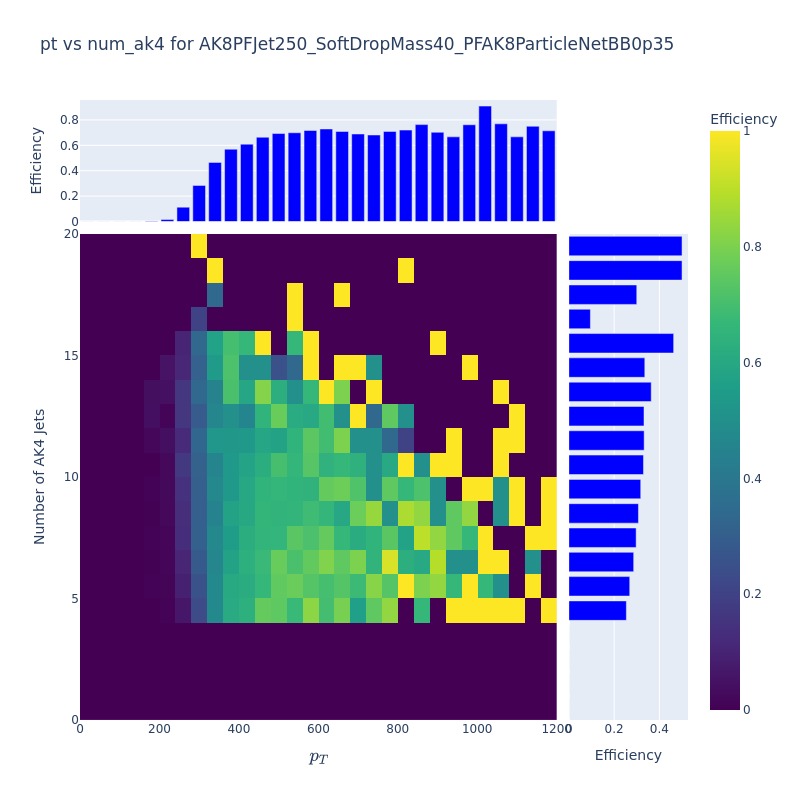 pt vs num_ak4 for AK8PFJet250_SoftDropMass40_PFAK8ParticleNetBB0p35
Efficiency
0.8
0.6
0.4
0.2
0
Efficiency
1
0.8
0.6
0.4
0.2
0
Number of AK4 Jets
20
15
10
5
0
0 200 400 600 800 1000 1200
p_T
0 0.2 0.4
Efficiency